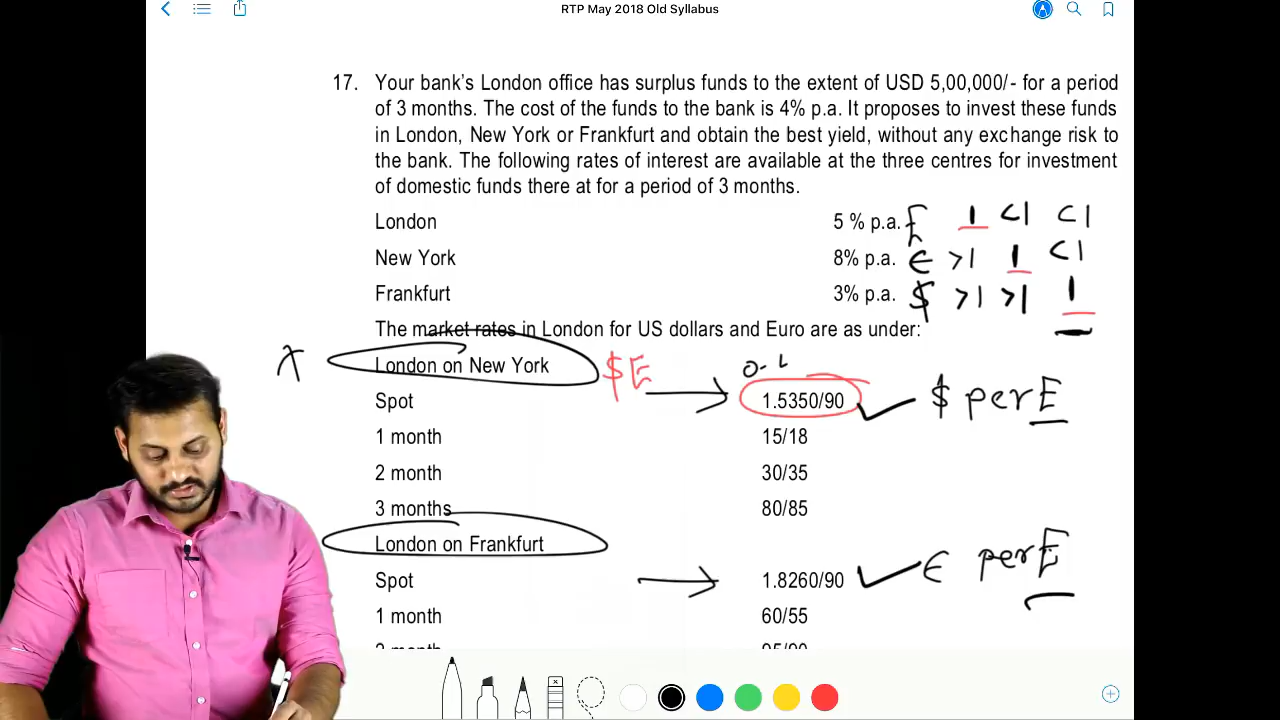 RTP May 2018 Old Syllabus
17. Your bank's London office has surplus funds to the extent of USD 5,00,000/- for a period
of 3 months. The cost of the funds to the bank is 4% p.a. It proposes to invest these funds
in London, New York or Frankfurt and obtain the best yield, without any exchange risk to
the bank. The following rates of interest are available at the three centres for investment
of domestic funds there at for a period of 3 months.
London 5 % p.a. £ 1 <1 <1
New York 8% p.a. € >1 1 <1
Frankfurt 3% p.a. $ >1 >1 1
The market rates in London for US dollars and Euro are as under:
X London on New York $£
Spot 1.5350/90 $ per £
1 month 15/18
2 month 30/35
3 months 80/85
London on Frankfurt
Spot 1.8260/90 € per £
1 month 60/55